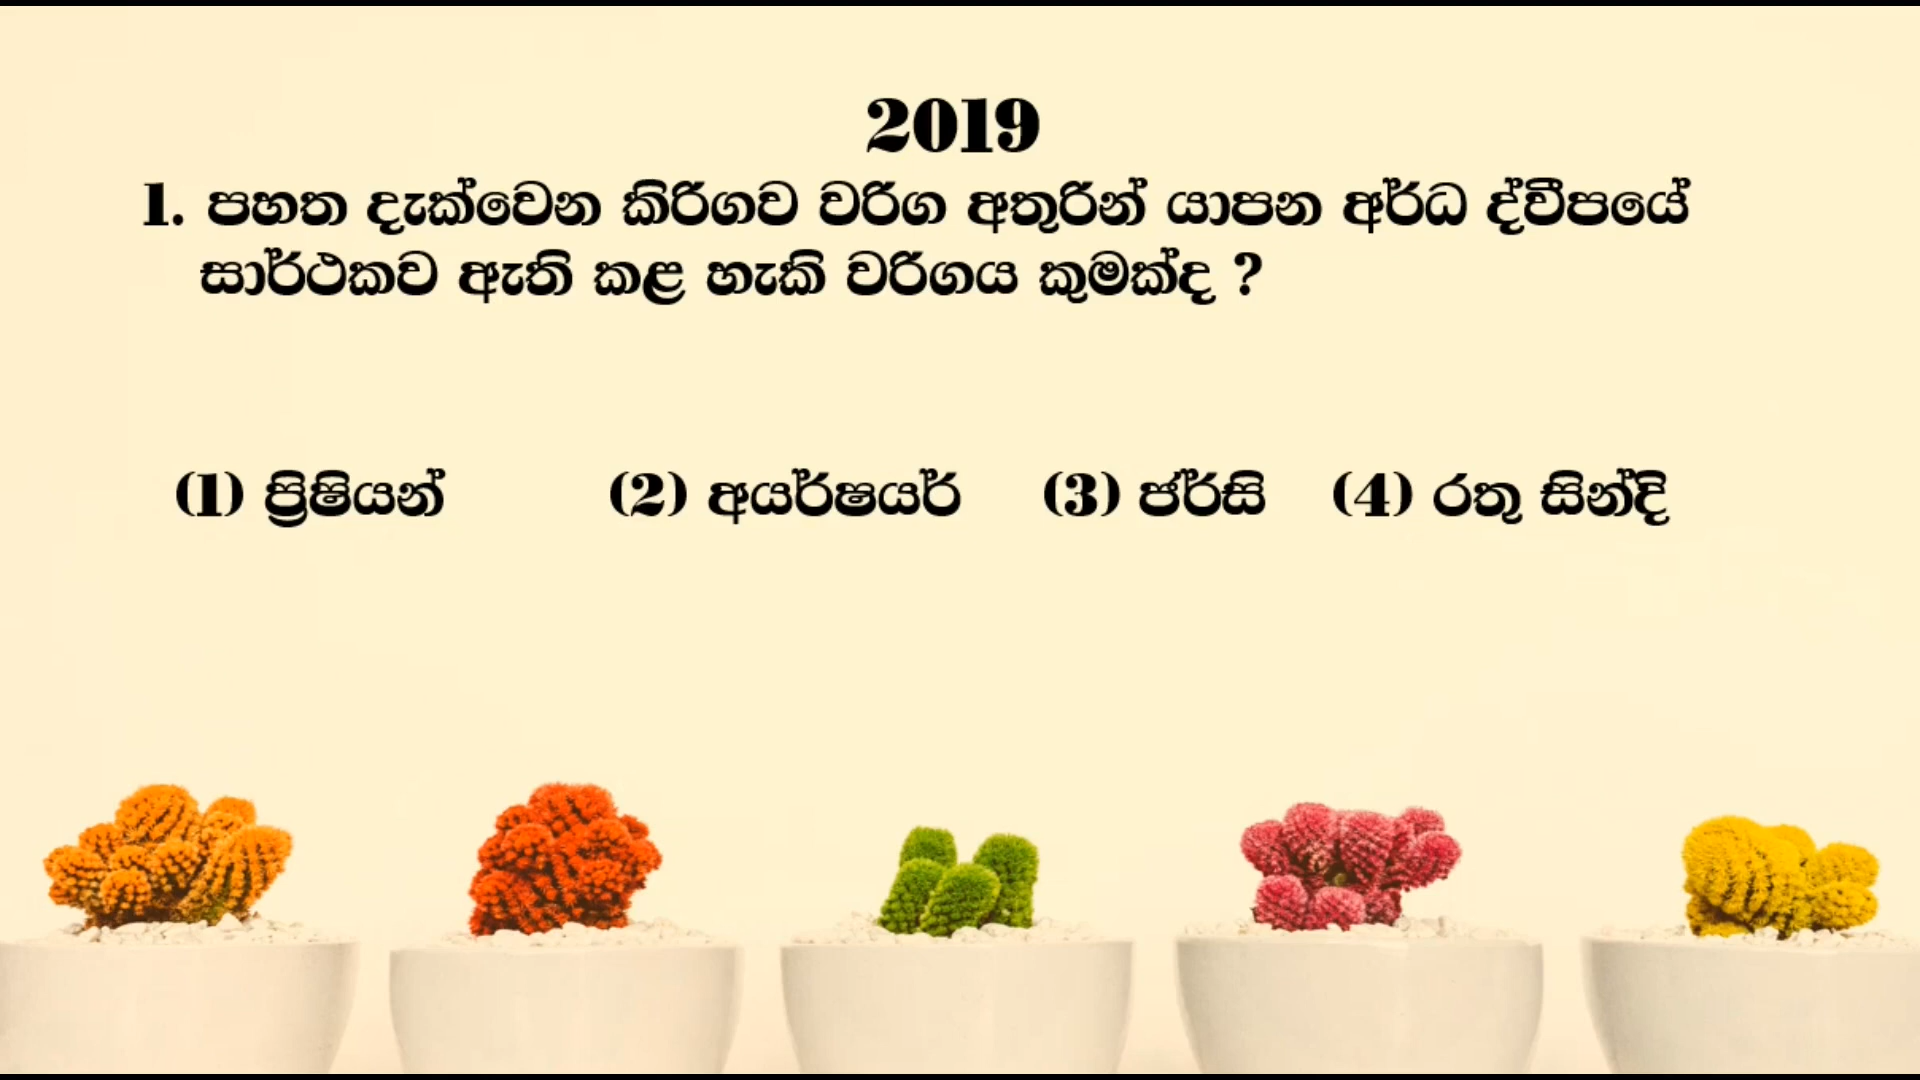 2019
1. පහත දැක්වෙන කිරිගව වර්ග අතුරින් යාපන අර්ධ ද්වීපයේ
සාර්ථකව ඇති කළ හැකි වර්ගය කුමක්ද ?
(1) ප්‍රිෂියන් (2) අයර්ෂයර් (3) ජ්ර්සි (4) රතු සින්දි